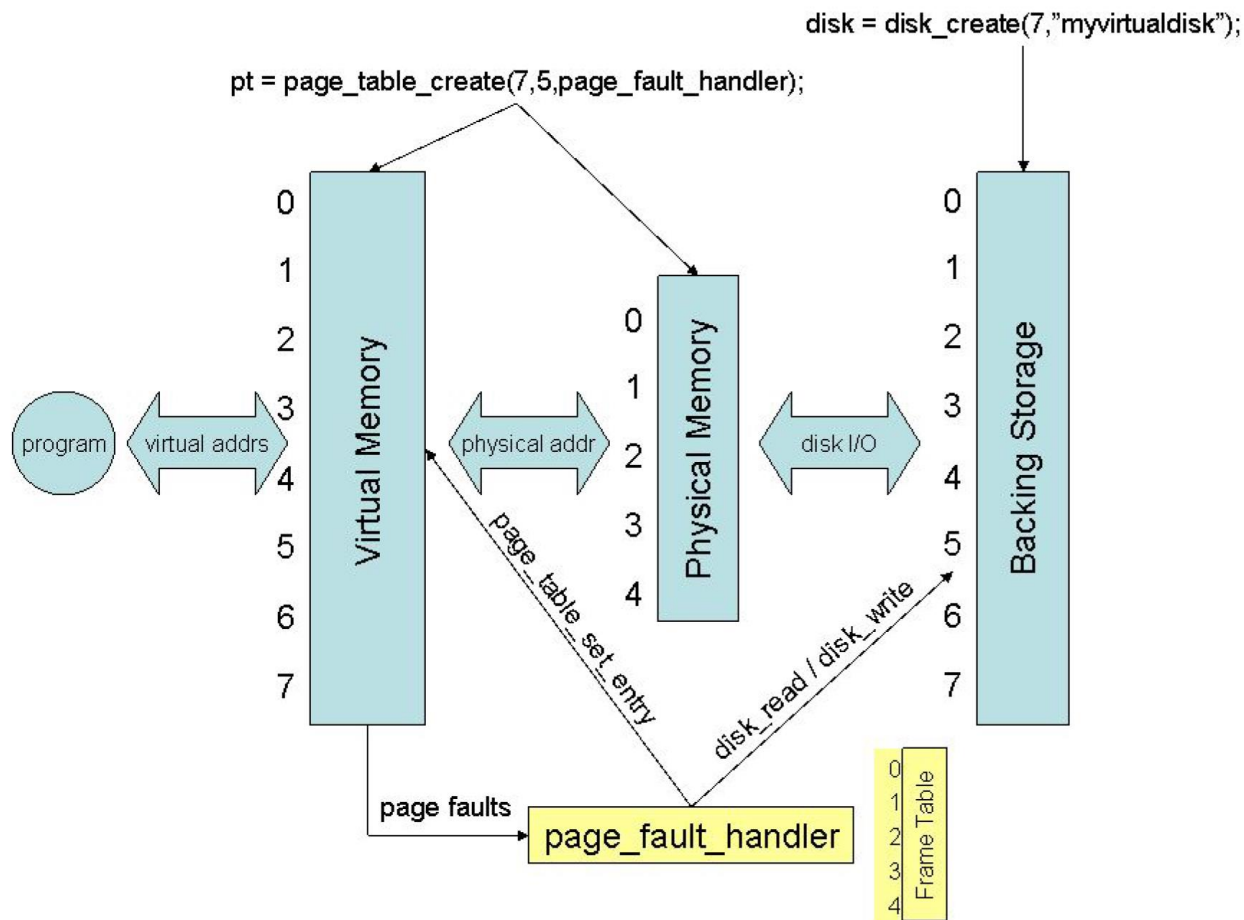 disk = disk_create(7,”myvirtualdisk”);
pt = page_table_create(7,5,page_fault_handler);
0
1
2
3
4
5
6
7
Virtual Memory
0
1
2
3
4
Physical Memory
0
1
2
3
4
5
6
7
Backing Storage
program
virtual addrs
physical addr
disk I/O
page_table_set_entry
disk_read / disk_write
page faults
page_fault_handler
0
1
2
3
4
Frame Table